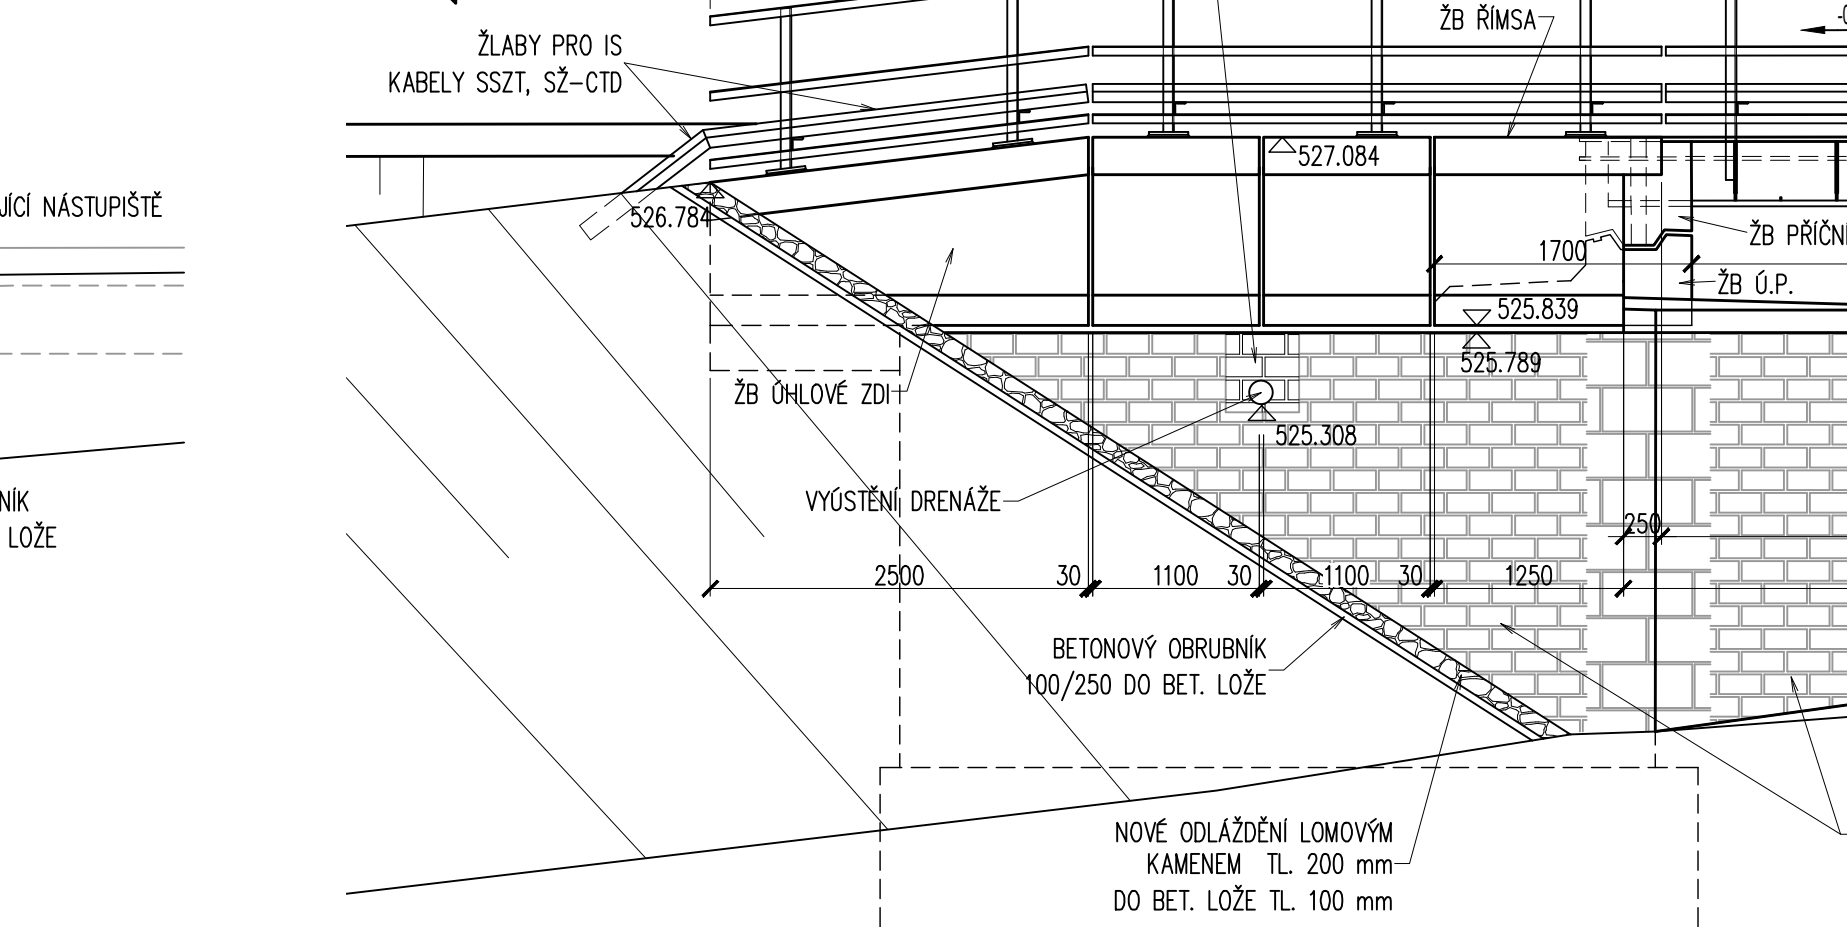 ŽLABY PRO IS
KABELY SSZT, SŽ-CTD
ŽB ŘÍMSA
527.084
JÍCÍ NÁSTUPIŠTĚ
526.784
1700
ŽB PŘÍČNÍ
ŽB Ú.P.
525.839
525.789
ŽB ÚHLOVÉ ZDI
525.308
VYÚSTĚNÍ DRENÁŽE
NÍK
LOŽE
250
2500
30
1100
30
1100
30
1250
BETONOVÝ OBRUBNÍK
100/250 DO BET. LOŽE
NOVÉ ODLÁŽDĚNÍ LOMOVÝM
KAMENEM TL. 200 mm
DO BET. LOŽE TL. 100 mm